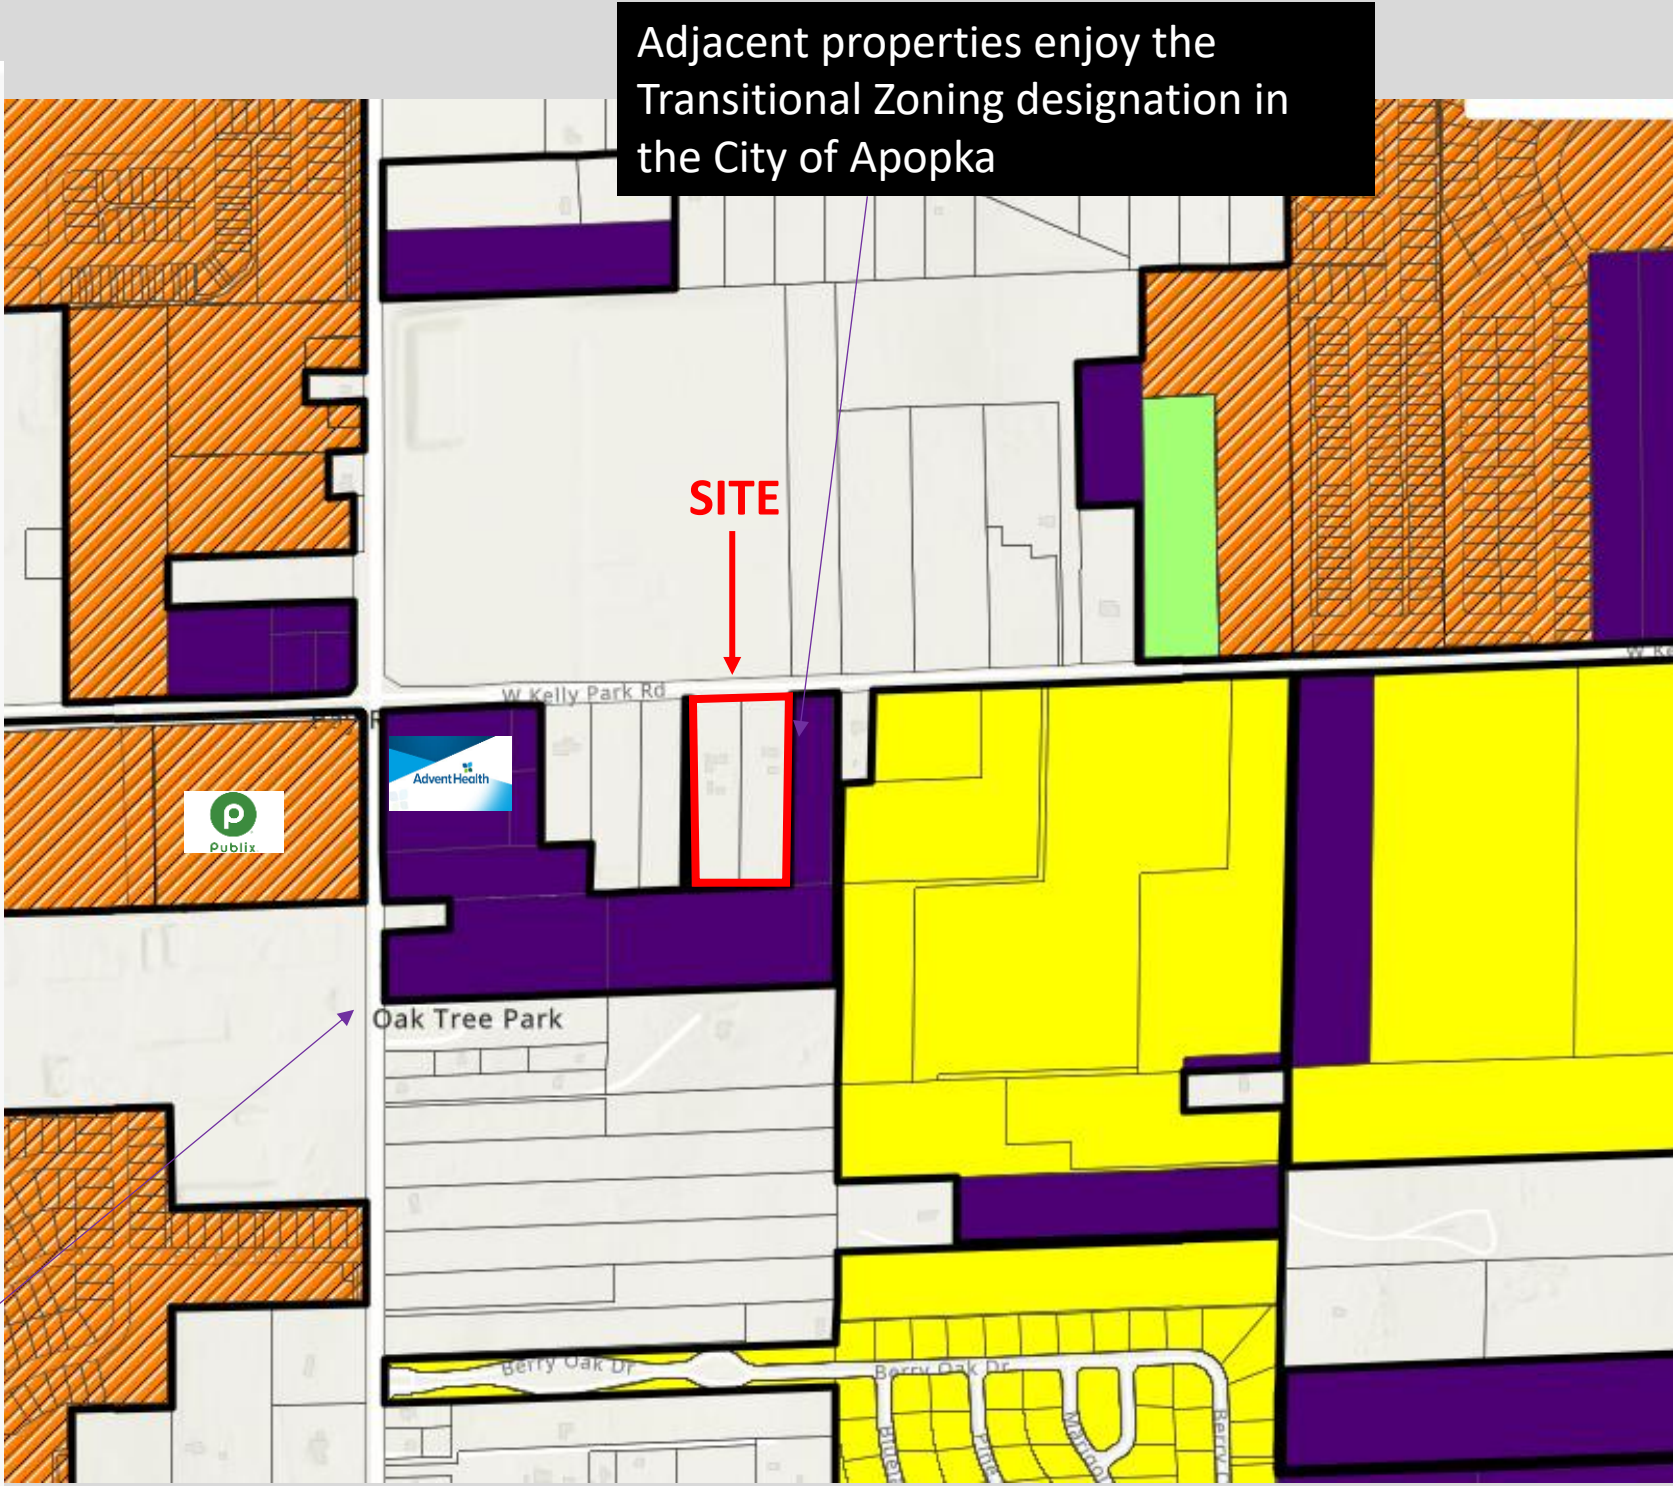 Adjacent properties enjoy the
Transitional Zoning designation in
the City of Apopka
SITE
W Kelly Park Rd
AdventHealth
Publix
Oak Tree Park
Berry Oak Dr
Berry Oak Dr